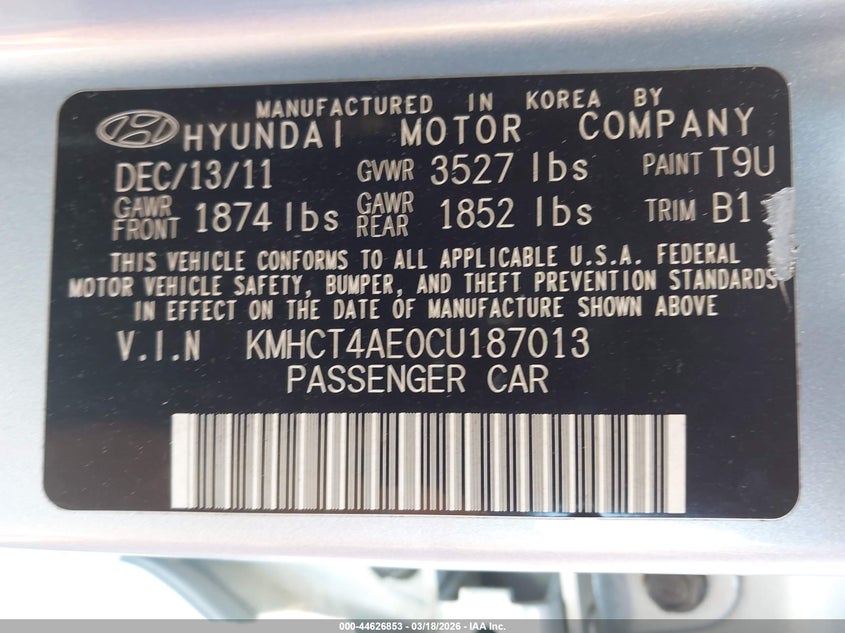 MANUFACTURED IN KOREA BY
HYUNDAI MOTOR COMPANY
DEC/13/11 GVWR 3527 lbs PAINT T9U
GAWR FRONT 1874 lbs GAWR REAR 1852 lbs TRIM B1
THIS VEHICLE CONFORMS TO ALL APPLICABLE U.S.A. FEDERAL
MOTOR VEHICLE SAFETY, BUMPER, AND THEFT PREVENTION STANDARDS
IN EFFECT ON THE DATE OF MANUFACTURE SHOWN ABOVE
V.I.N KMHCT4AE0CU187013
PASSENGER CAR
000-44626853 — 03/18/2026 — IAA Inc.